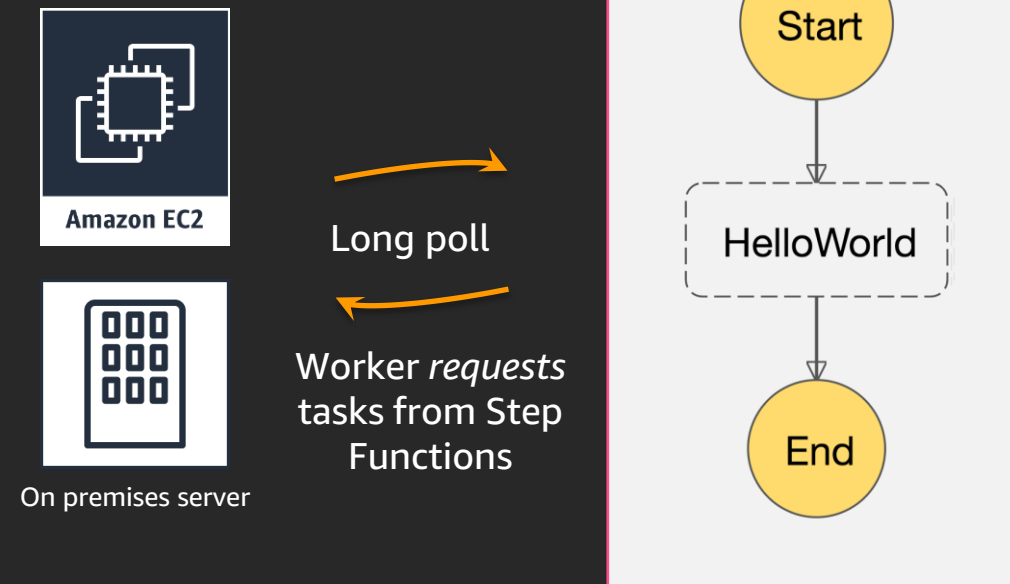 Amazon EC2
On premises server
Long poll
Worker requests
tasks from Step
Functions
Start
HelloWorld
End